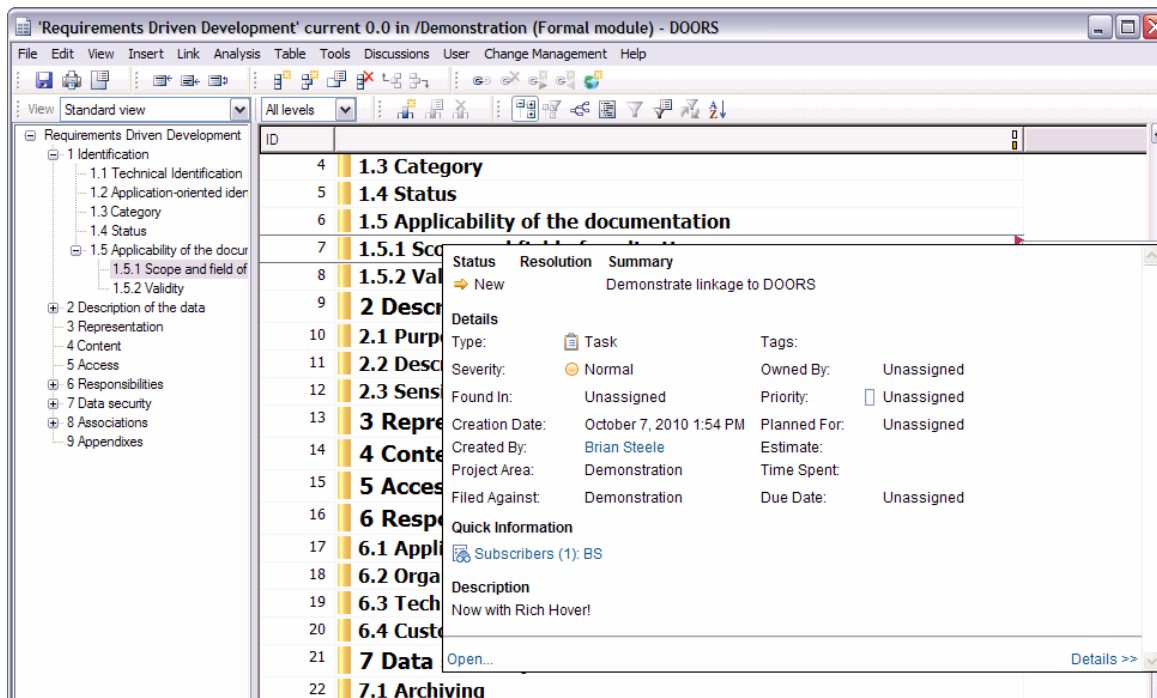 'Requirements Driven Development' current 0.0 in /Demonstration (Formal module) - DOORS
File Edit View Insert Link Analysis Table Tools Discussions User Change Management Help
View Standard view All levels
Requirements Driven Development
1 Identification
1.1 Technical Identification
1.2 Application-oriented iden
1.3 Category
1.4 Status
1.5 Applicability of the docur
1.5.1 Scope and field of
1.5.2 Validity
2 Description of the data
3 Representation
4 Content
5 Access
6 Responsibilities
7 Data security
8 Associations
9 Appendixes
ID
4 1.3 Category
5 1.4 Status
6 1.5 Applicability of the documentation
7 1.5.1 Scope and field of application
8 1.5.2 Val
9 2 Descr
10 2.1 Purp
11 2.2 Desc
12 2.3 Sensi
13 3 Repre
14 4 Conte
15 5 Acces
16 6 Respo
17 6.1 Appli
18 6.2 Orga
19 6.3 Tech
20 6.4 Custo
21 7 Data
22 7.1 Archiving
Status Resolution Summary
New Demonstrate linkage to DOORS
Details
Type: Task Tags:
Severity: Normal Owned By: Unassigned
Found In: Unassigned Priority: Unassigned
Creation Date: October 7, 2010 1:54 PM Planned For: Unassigned
Created By: Brian Steele Estimate:
Project Area: Demonstration Time Spent:
Filed Against: Demonstration Due Date: Unassigned
Quick Information
Subscribers (1): BS
Description
Now with Rich Hover!
Open... Details >>